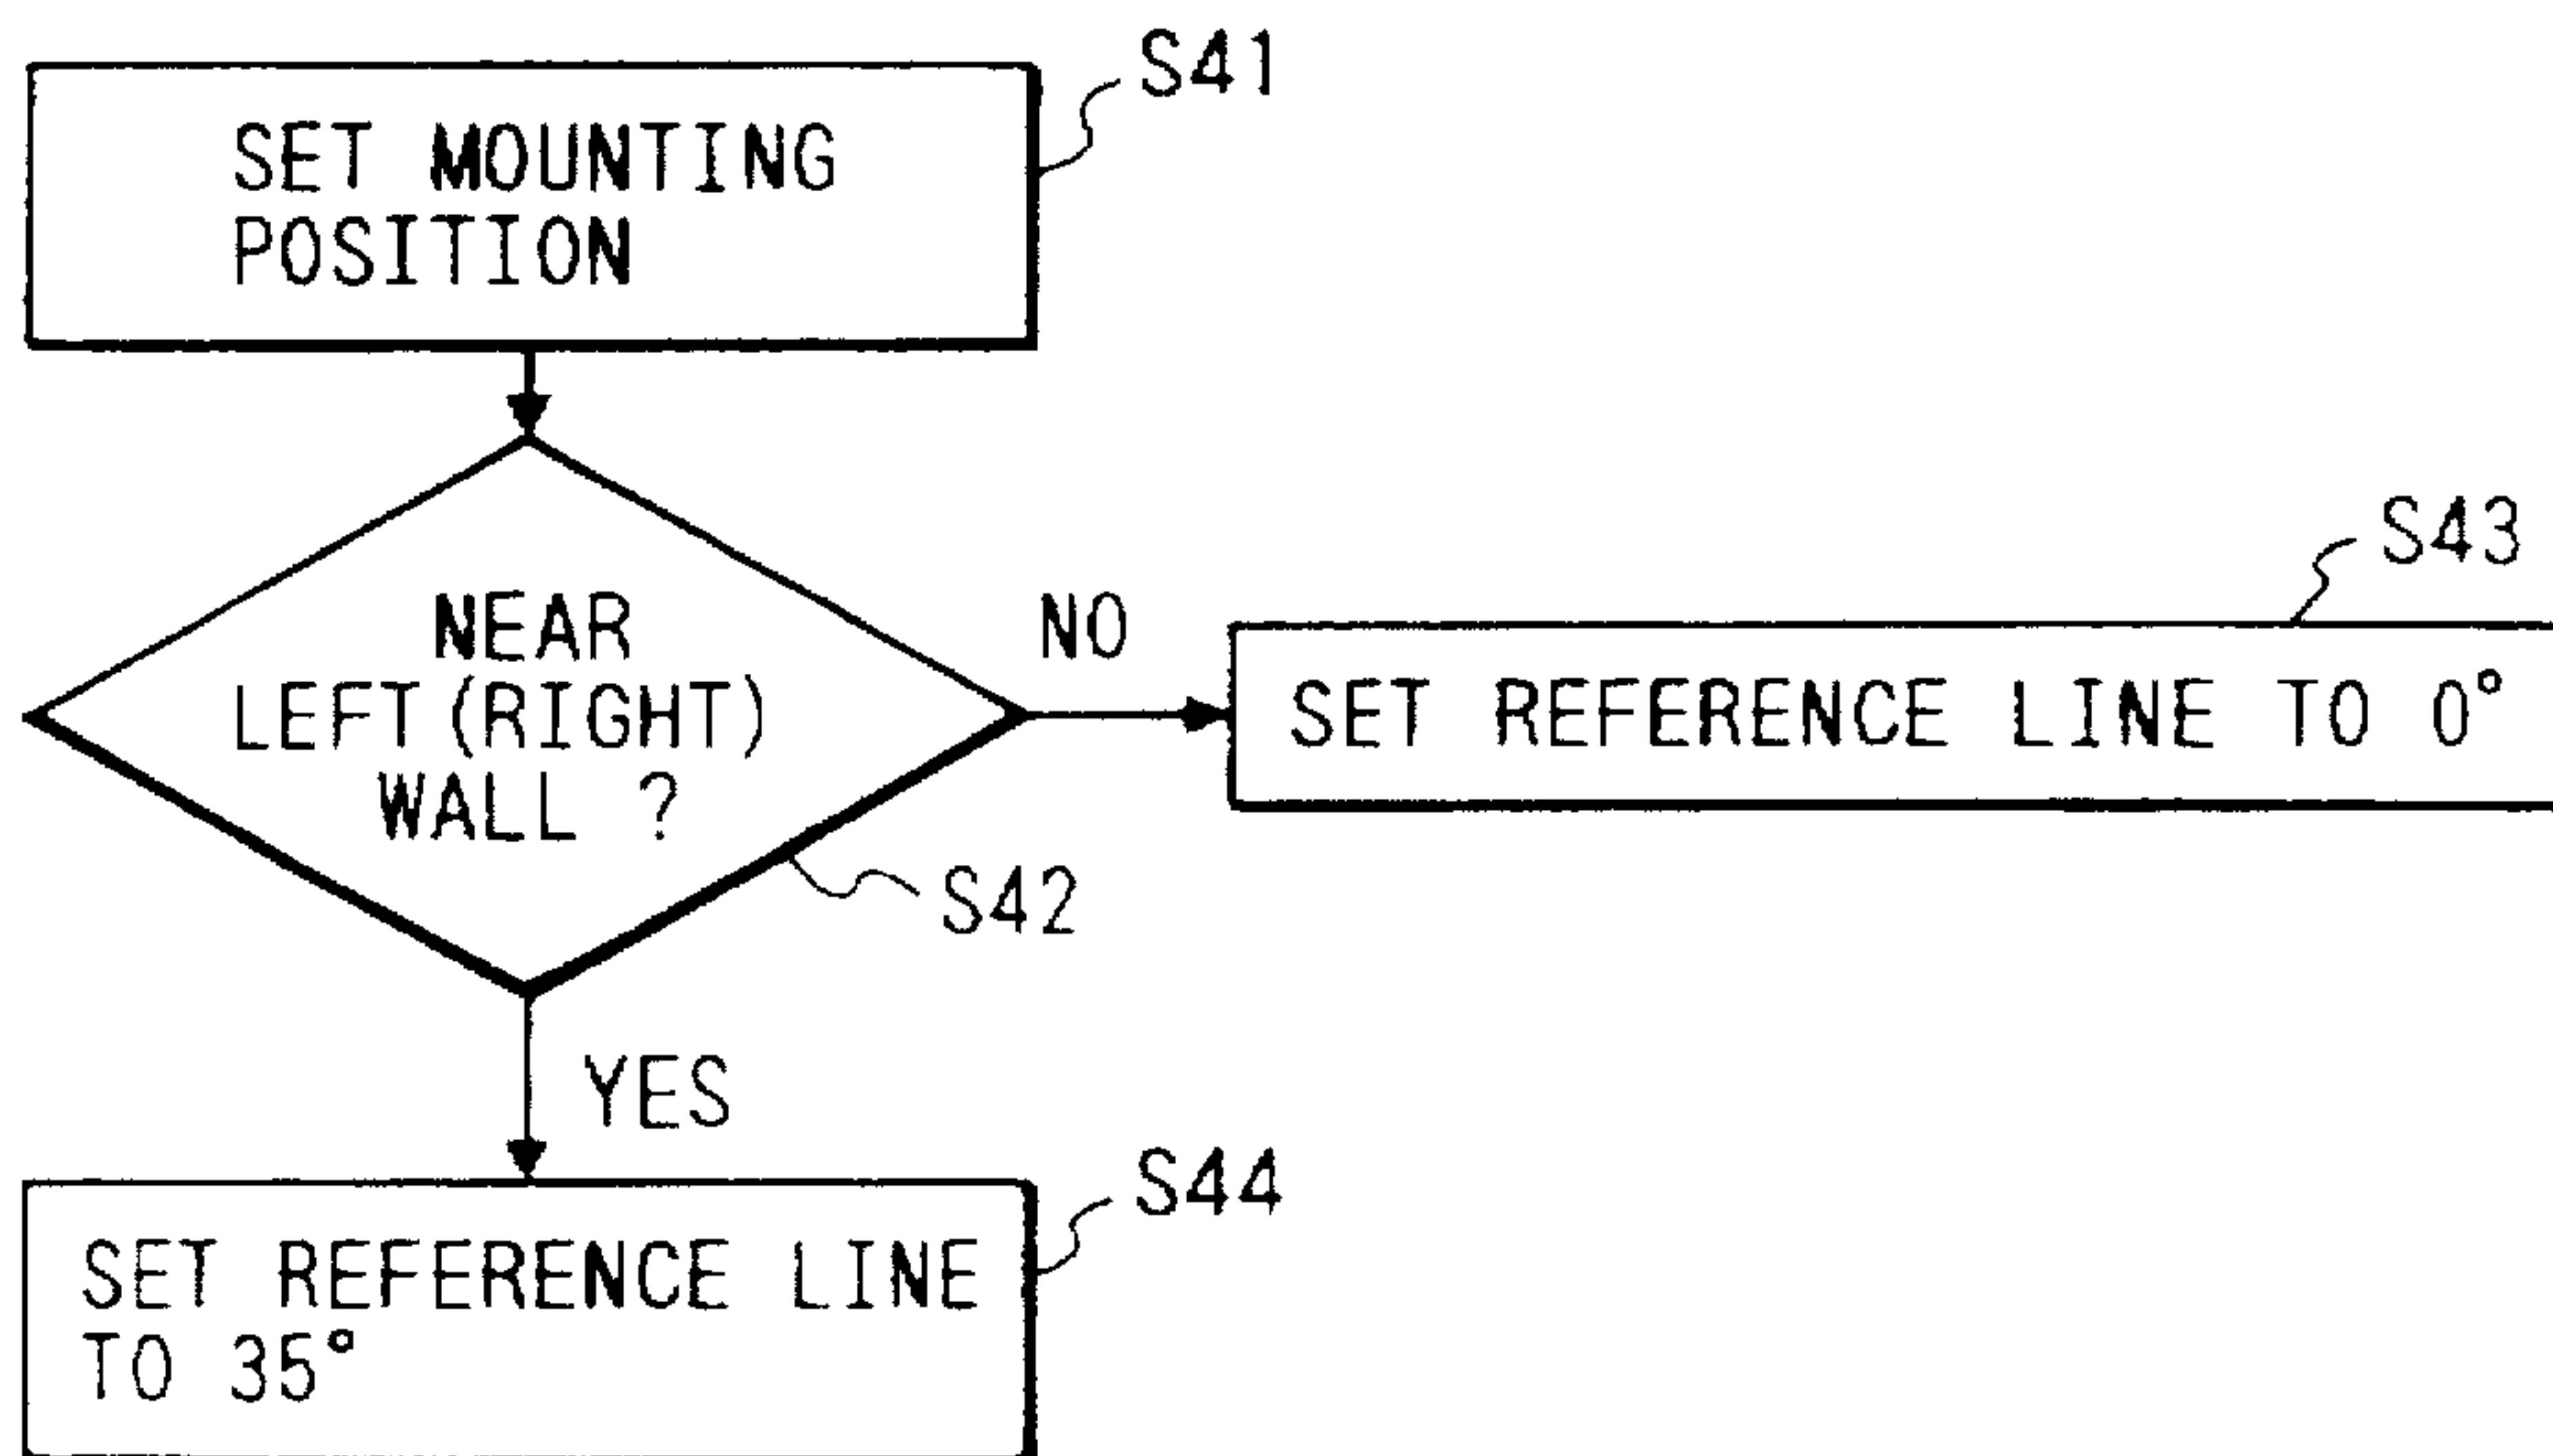 S41
SET MOUNTING
POSITION
NEAR
LEFT(RIGHT)
WALL ?
S42
NO
S43
SET REFERENCE LINE TO 0°
YES
S44
SET REFERENCE LINE
TO 35°